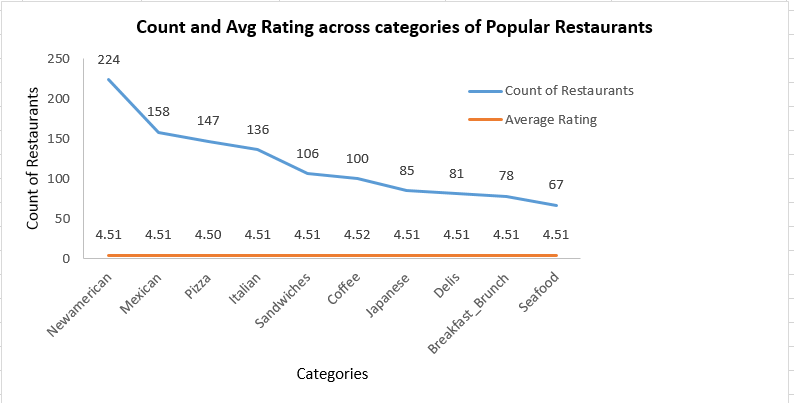 Count and Avg Rating across categories of Popular Restaurants
Count of Restaurants
250
200
150
100
50
0
224
158
147
136
106
100
85
81
78
67
Count of Restaurants
Average Rating
4.51
4.51
4.50
4.51
4.51
4.52
4.51
4.51
4.51
4.51
Newamerican
Mexican
Pizza
Italian
Sandwiches
Coffee
Japanese
Delis
Breakfast_Brunch
Seafood
Categories